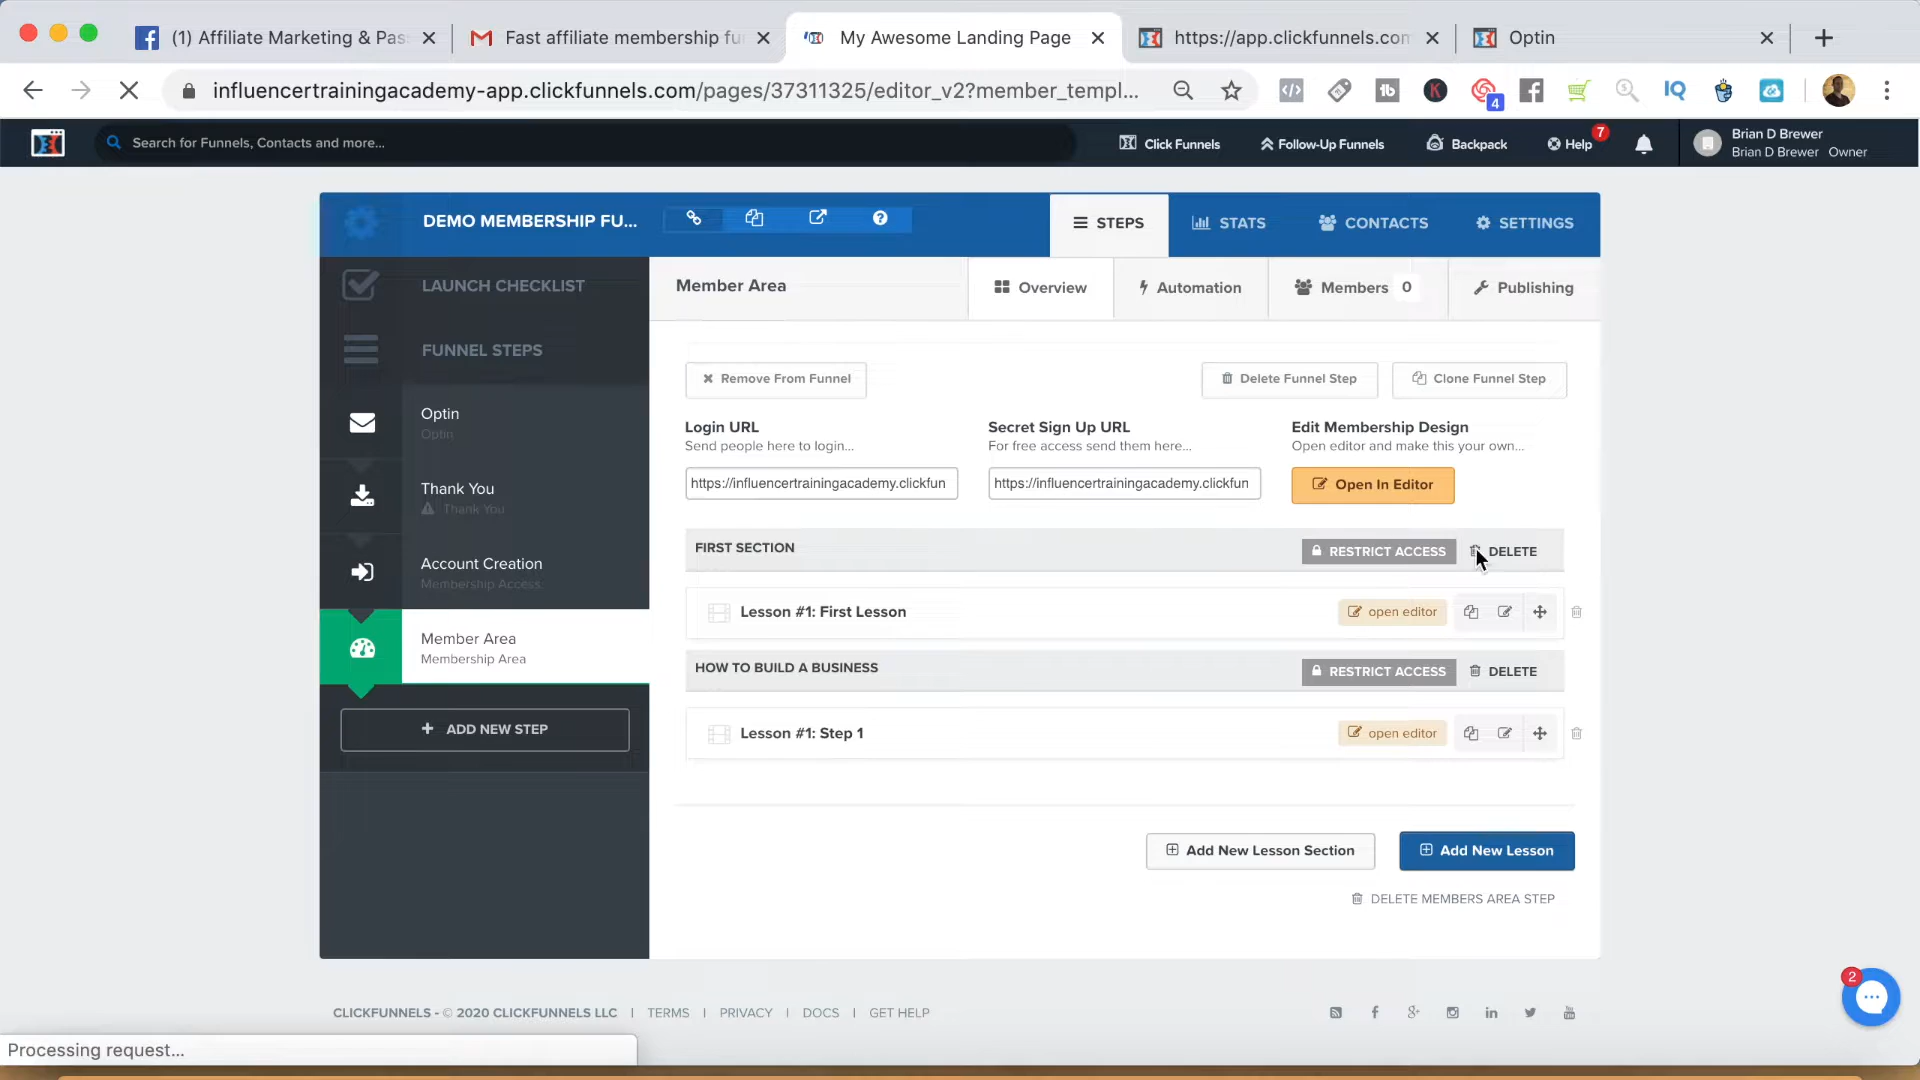 (1) Affiliate Marketing & Pas
Fast affiliate membership fu
My Awesome Landing Page
https://app.clickfunnels.com
Optin
influencertrainingacademy-app.clickfunnels.com/pages/37311325/editor_v2?member_templ...
4
Search for Funnels, Contacts and more...
Click Funnels
Follow-Up Funnels
Backpack
Help
7
Brian D Brewer
Brian D Brewer Owner
DEMO MEMBERSHIP FU...
STEPS
STATS
CONTACTS
SETTINGS
LAUNCH CHECKLIST
FUNNEL STEPS
Optin
Optin
Thank You
Thank You
Account Creation
Membership Access
Member Area
Membership Area
+ ADD NEW STEP
Member Area
Overview
Automation
Members 0
Publishing
Remove From Funnel
Delete Funnel Step
Clone Funnel Step
Login URL
Send people here to login...
https://influencertrainingacademy.clickfun
Secret Sign Up URL
For free access send them here...
https://influencertrainingacademy.clickfun
Edit Membership Design
Open editor and make this your own...
Open In Editor
FIRST SECTION
RESTRICT ACCESS
DELETE
Lesson #1: First Lesson
open editor
HOW TO BUILD A BUSINESS
RESTRICT ACCESS
DELETE
Lesson #1: Step 1
open editor
Add New Lesson Section
Add New Lesson
DELETE MEMBERS AREA STEP
CLICKFUNNELS - © 2020 CLICKFUNNELS LLC | TERMS | PRIVACY | DOCS | GET HELP
2
Processing request...